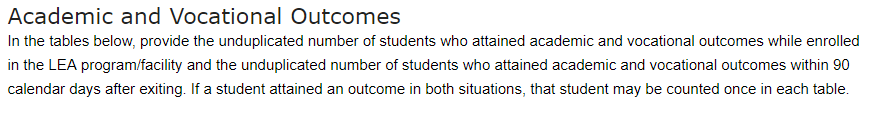 Academic and Vocational Outcomes
In the tables below, provide the unduplicated number of students who attained academic and vocational outcomes while enrolled
in the LEA program/facility and the unduplicated number of students who attained academic and vocational outcomes within 90
calendar days after exiting. If a student attained an outcome in both situations, that student may be counted once in each table.